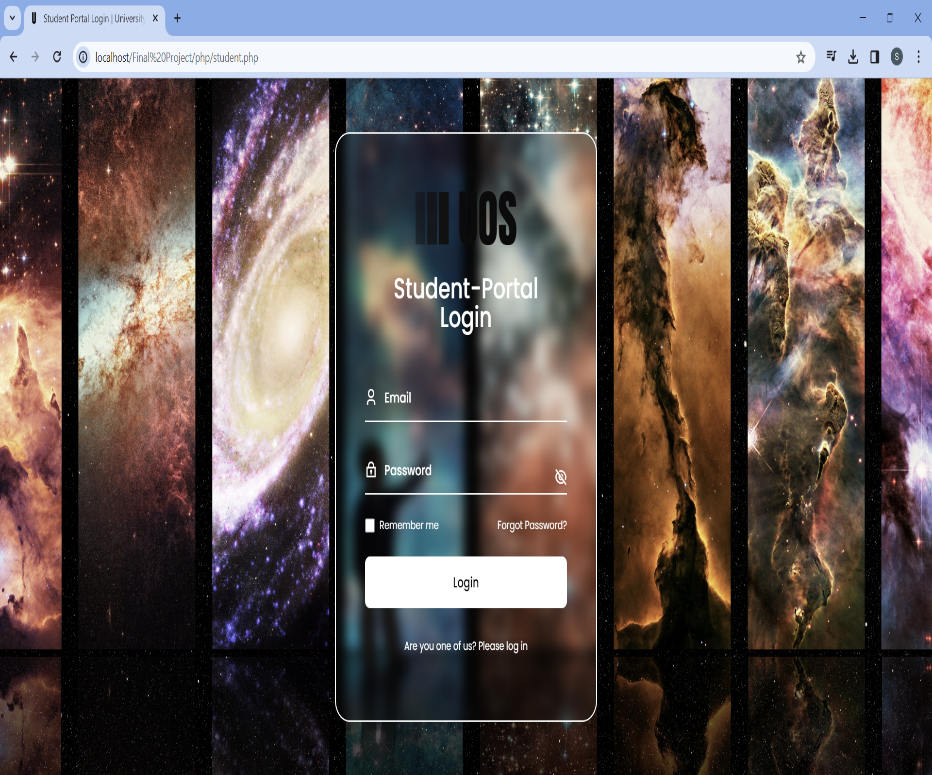 Student Portal Login | University
localhost/Final%20Project/php/student.php
S
UOS
Student-Portal
Login
Email
Password
Remember me
Forgot Password?
Login
Are you one of us? Please log in